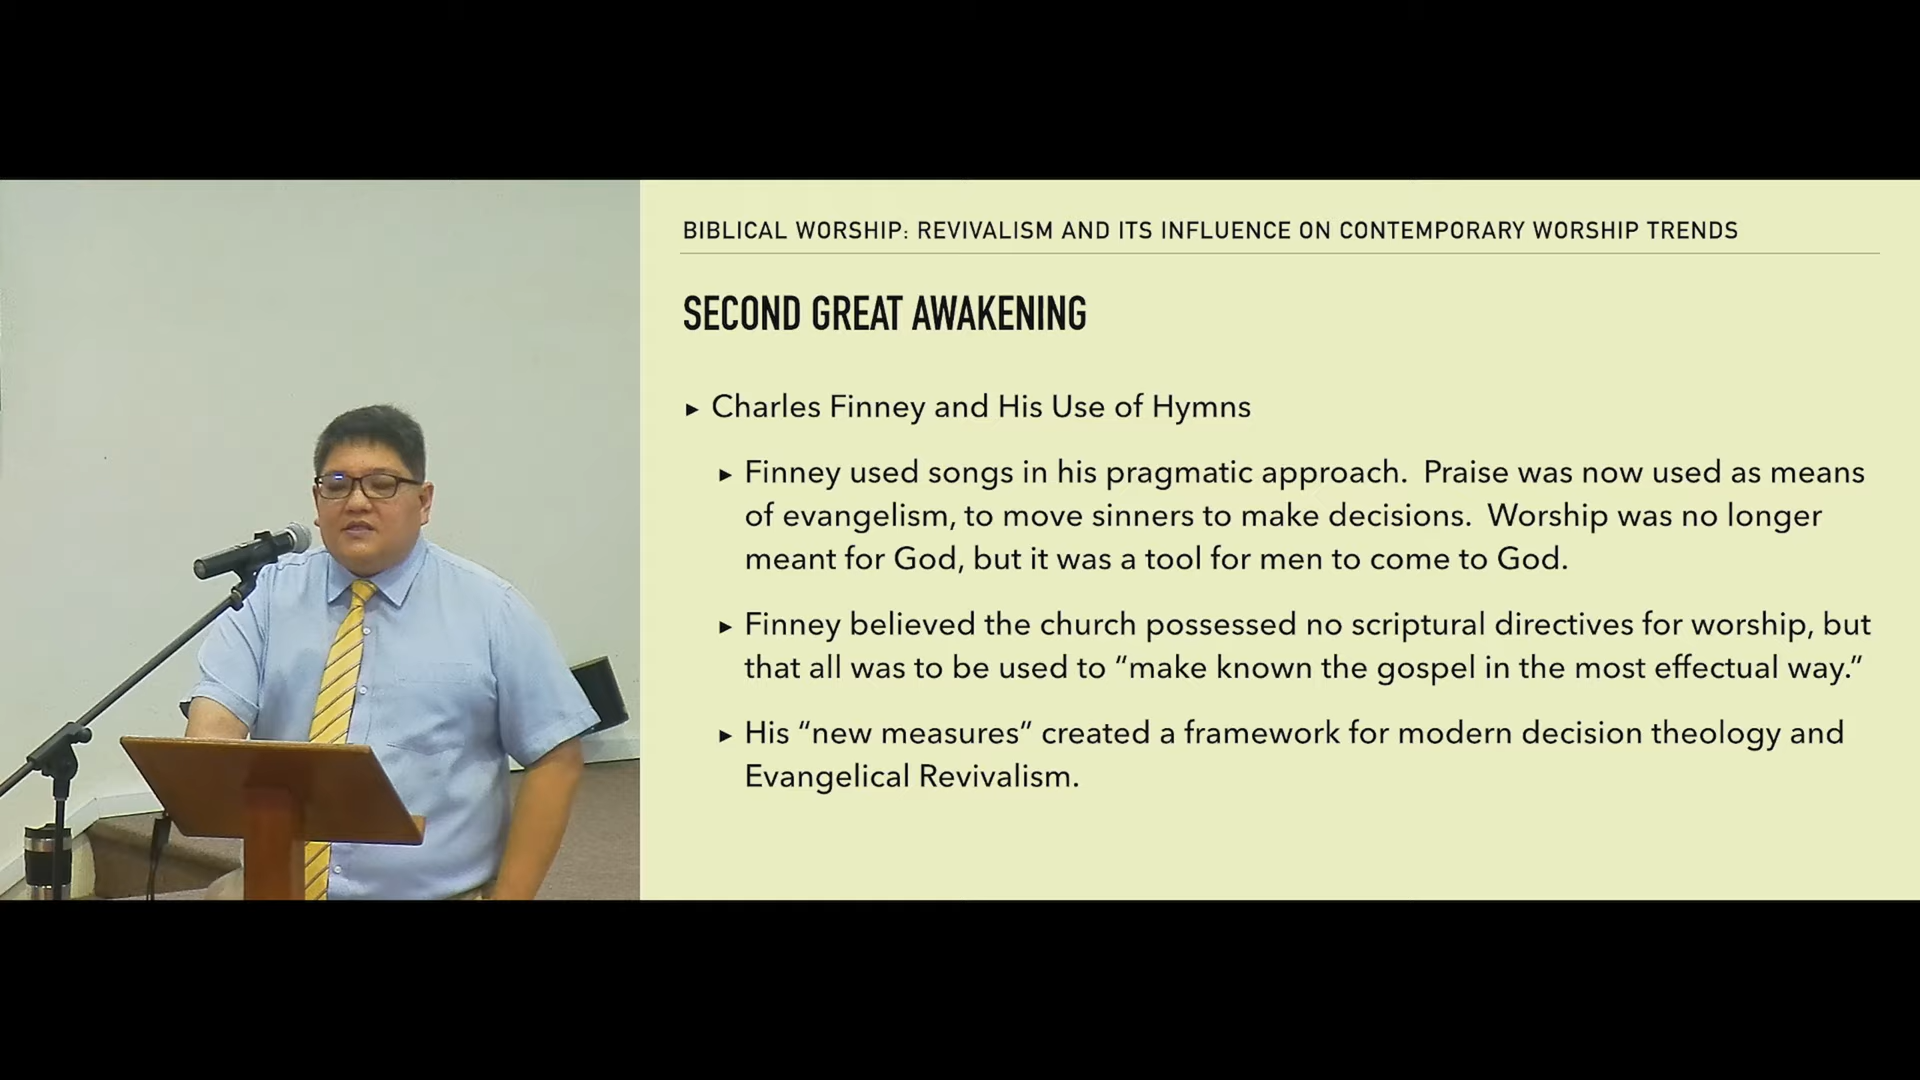 BIBLICAL WORSHIP: REVIVALISM AND ITS INFLUENCE ON CONTEMPORARY WORSHIP TRENDS
SECOND GREAT AWAKENING
▸ Charles Finney and His Use of Hymns
▸ Finney used songs in his pragmatic approach.  Praise was now used as means
of evangelism, to move sinners to make decisions.  Worship was no longer
meant for God, but it was a tool for men to come to God.
▸ Finney believed the church possessed no scriptural directives for worship, but
that all was to be used to “make known the gospel in the most effectual way.”
▸ His “new measures” created a framework for modern decision theology and
Evangelical Revivalism.